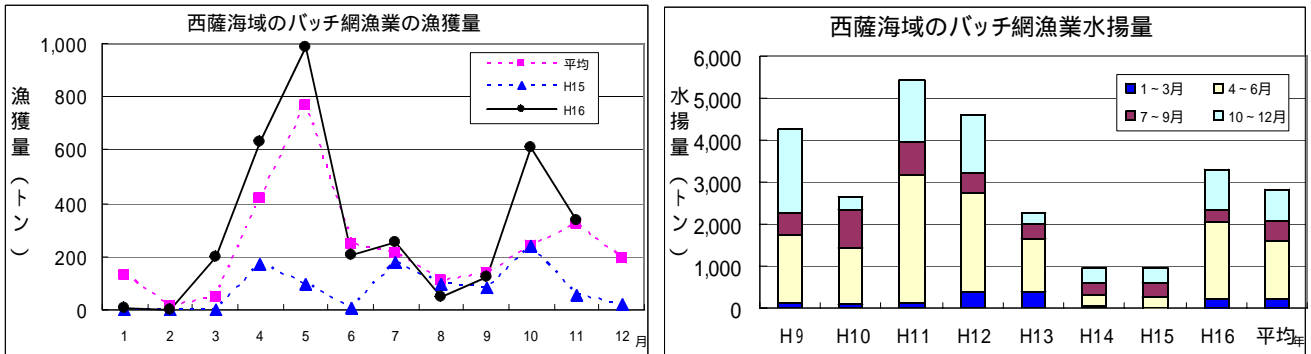 西薩海域のバッチ網漁業の漁獲量
漁獲量(トン)
1,000
800
600
400
200
0
平均
H15
H16
1 2 3 4 5 6 7 8 9 10 11 12 月
西薩海域のバッチ網漁業水揚量
水揚量(トン)
6,000
5,000
4,000
3,000
2,000
1,000
0
1~3月 4~6月
7~9月 10~12月
H9 H10 H11 H12 H13 H14 H15 H16 平均 年